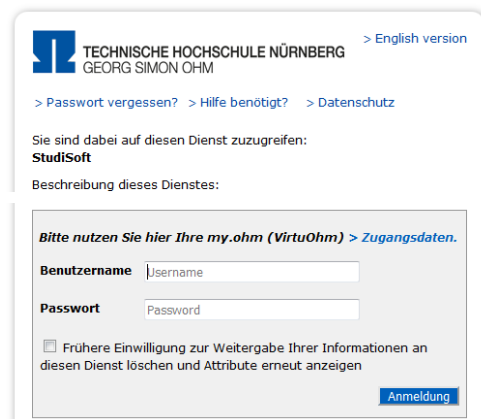 > English version
TECHNISCHE HOCHSCHULE NÜRNBERG
GEORG SIMON OHM
> Passwort vergessen? > Hilfe benötigt? > Datenschutz
Sie sind dabei auf diesen Dienst zuzugreifen:
StudiSoft
Beschreibung dieses Dienstes:
Bitte nutzen Sie hier Ihre my.ohm (VirtuOhm) > Zugangsdaten.
Benutzername Username
Passwort Password
Frühere Einwilligung zur Weitergabe Ihrer Informationen an
diesen Dienst löschen und Attribute erneut anzeigen
Anmeldung